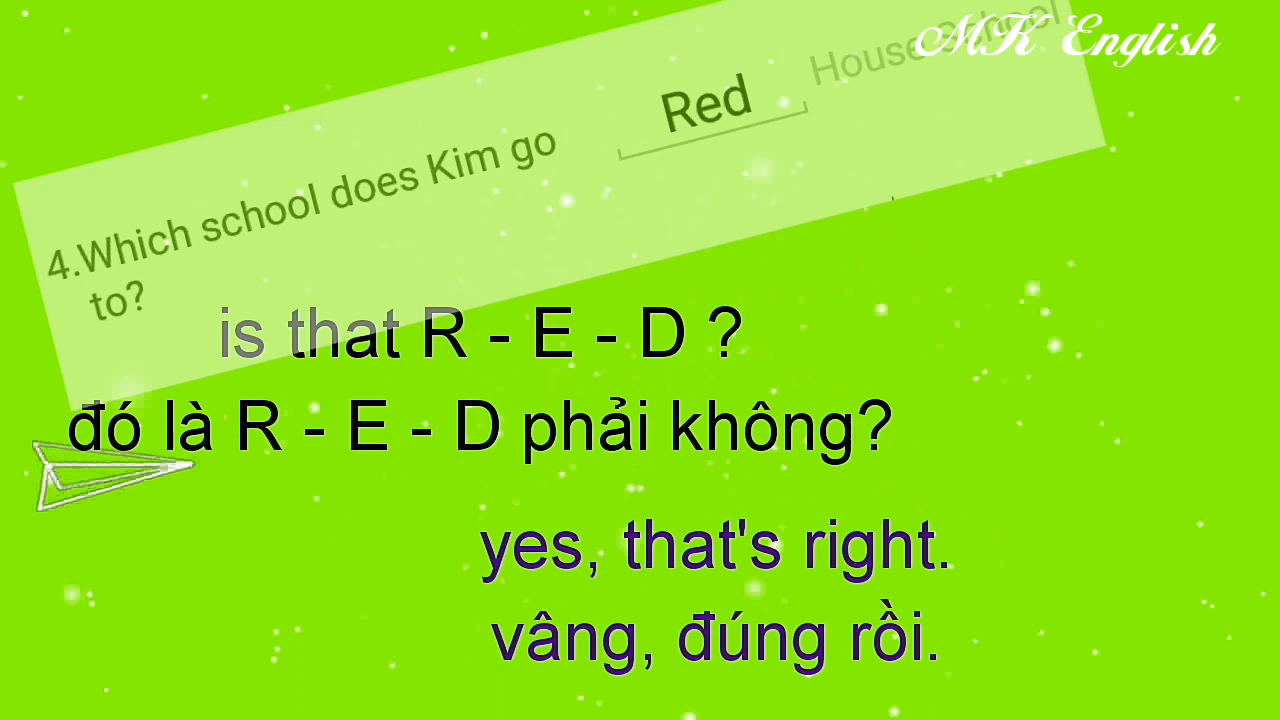 MK English
4.Which school does Kim go
to?
Red House School
is that R - E - D ?
đó là R - E - D phải không?
yes, that's right.
vâng, đúng rồi.